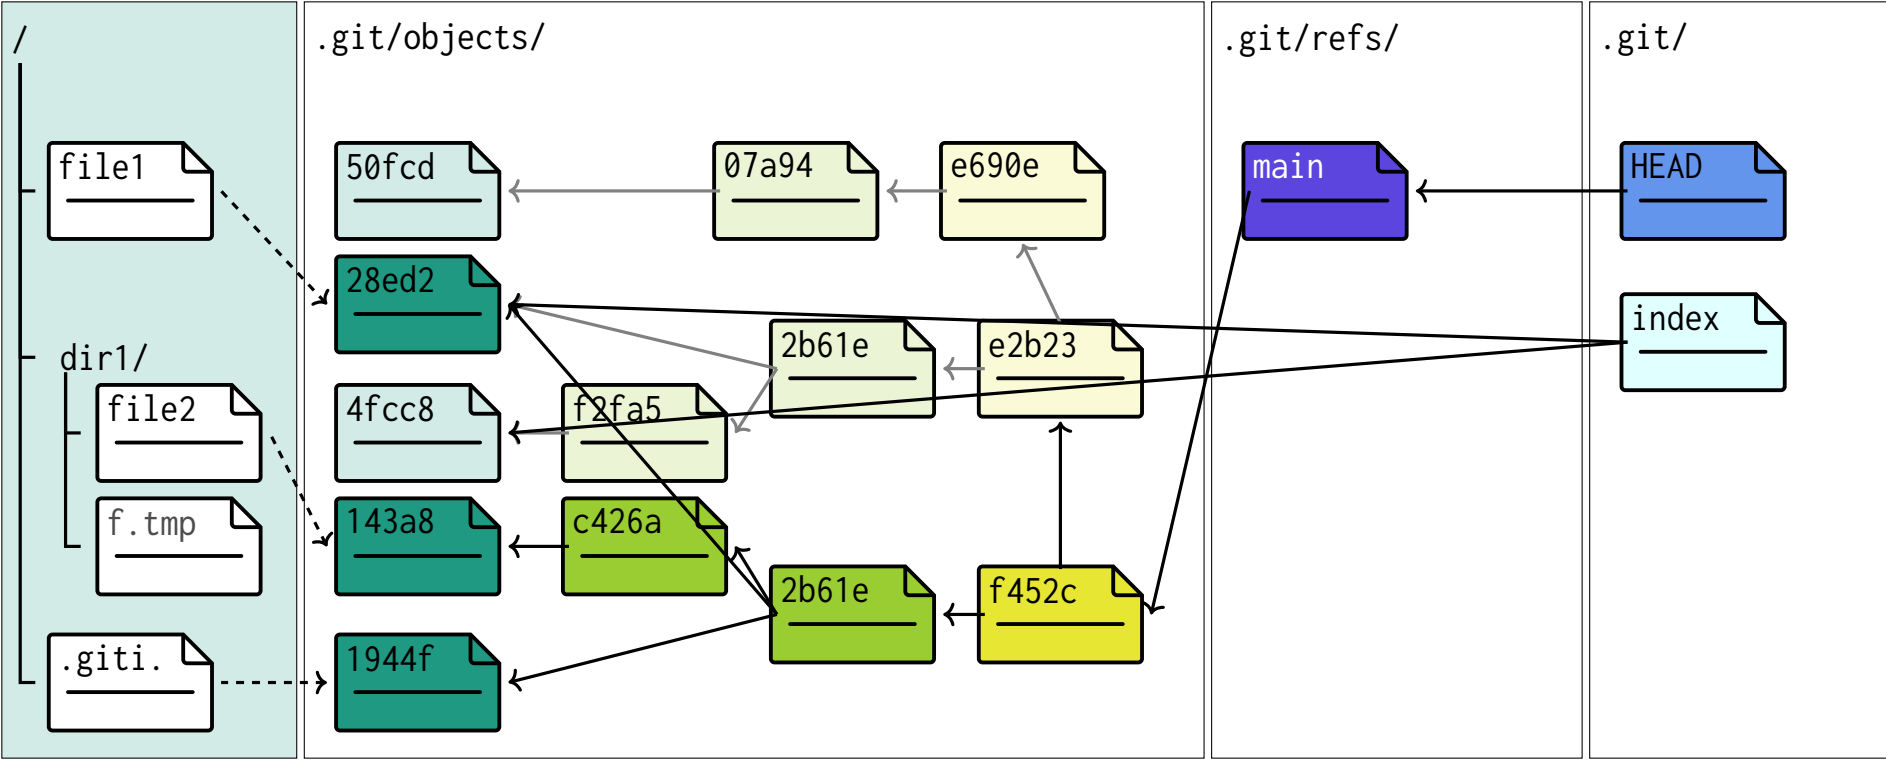 /
file1
dir1/
file2
f.tmp
.giti.
.git/objects/
50fcd
07a94
e690e
28ed2
2b61e
e2b23
4fcc8
f2fa5
143a8
c426a
2b61e
f452c
1944f
.git/refs/
main
.git/
HEAD
index